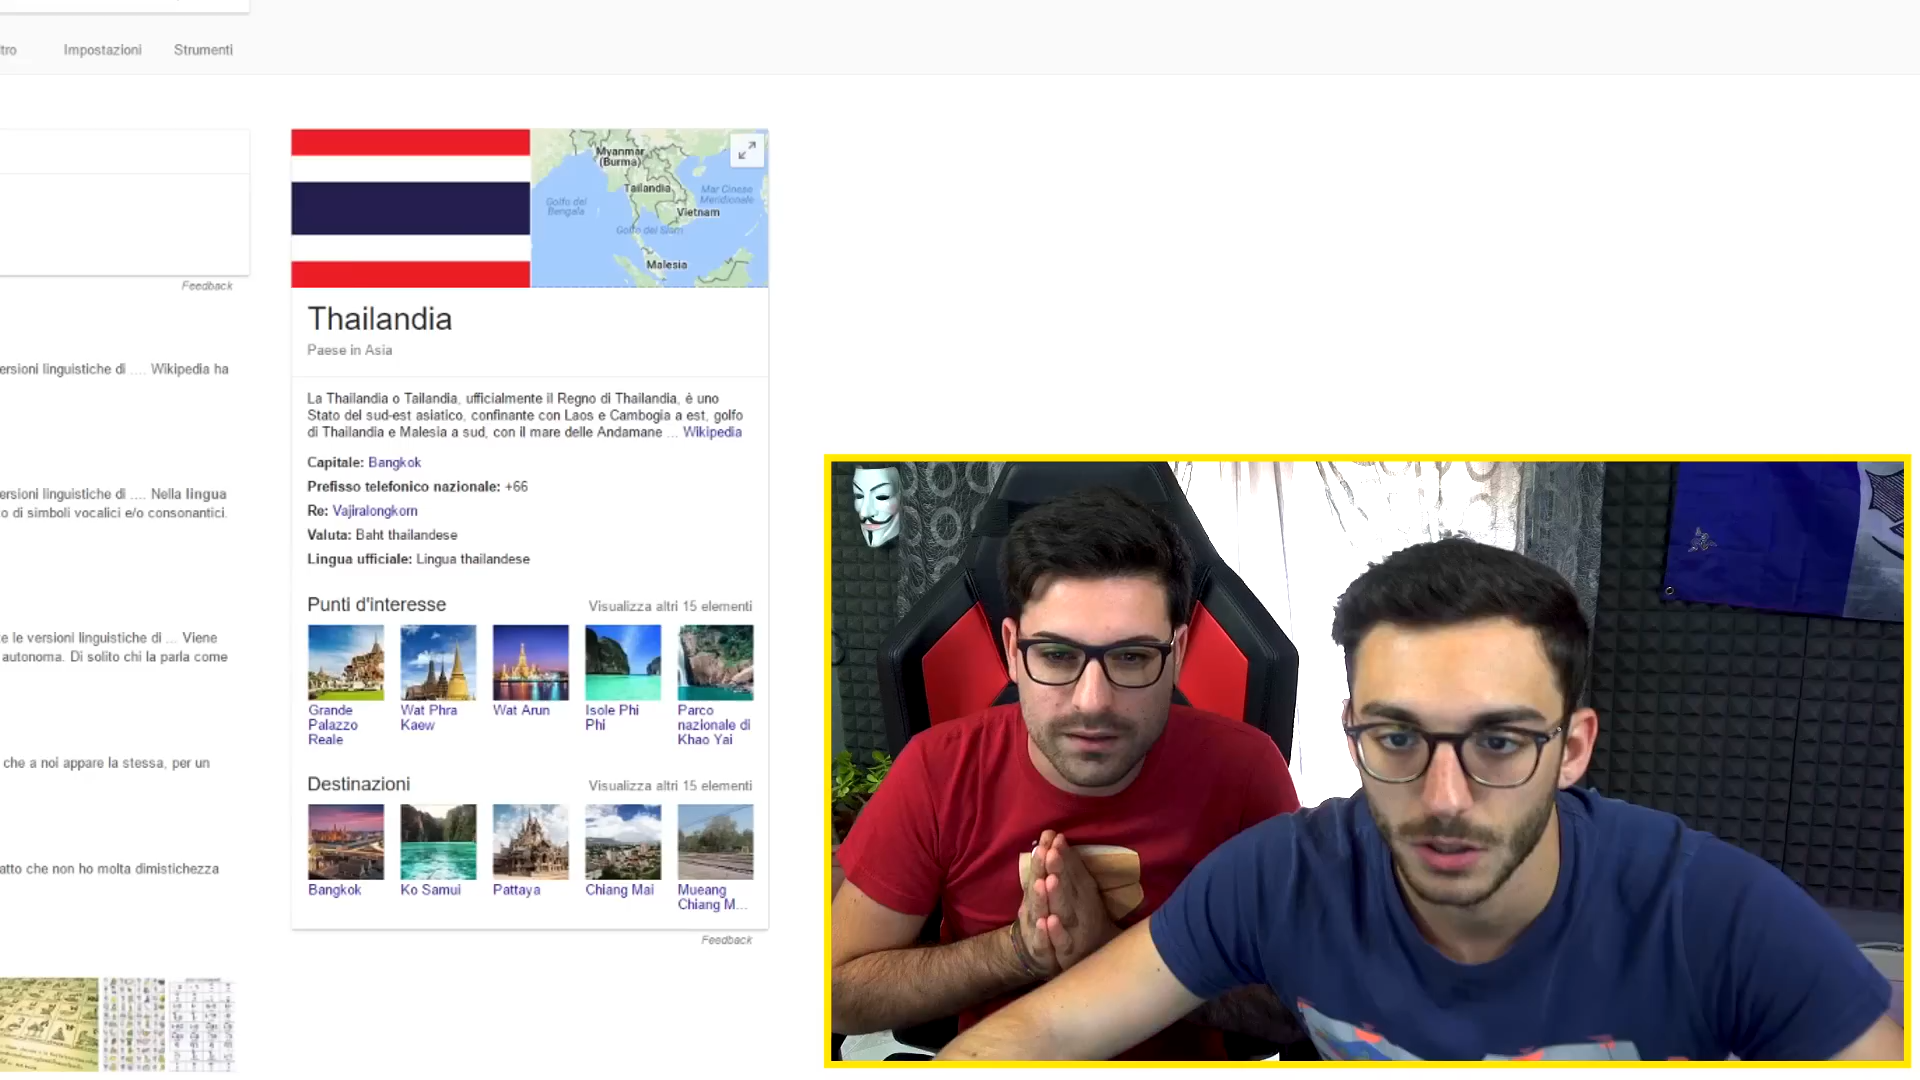 tro
Impostazioni
Strumenti
Feedback
ersioni linguistiche di .... Wikipedia ha
ersioni linguistiche di .... Nella lingua
o di simboli vocalici e/o consonantici.
e le versioni linguistiche di ... Viene
autonoma. Di solito chi la parla come
che a noi appare la stessa, per un
atto che non ho molta dimistichezza
Myanmar
(Burma)
Tailandia
Mar Cinese
Meridionale
Golfo del
Bengala
Vietnam
Golfo del Siam
Malesia
Thailandia
Paese in Asia
La Thailandia o Tailandia, ufficialmente il Regno di Thailandia, è uno
Stato del sud-est asiatico, confinante con Laos e Cambogia a est, golfo
di Thailandia e Malesia a sud, con il mare delle Andamane ... Wikipedia
Capitale: Bangkok
Prefisso telefonico nazionale: +66
Re: Vajiralongkorn
Valuta: Baht thailandese
Lingua ufficiale: Lingua thailandese
Punti d'interesse
Visualizza altri 15 elementi
Grande
Palazzo
Reale
Wat Phra
Kaew
Wat Arun
Isole Phi
Phi
Parco
nazionale di
Khao Yai
Destinazioni
Visualizza altri 15 elementi
Bangkok
Ko Samui
Pattaya
Chiang Mai
Mueang
Chiang M...
Feedback